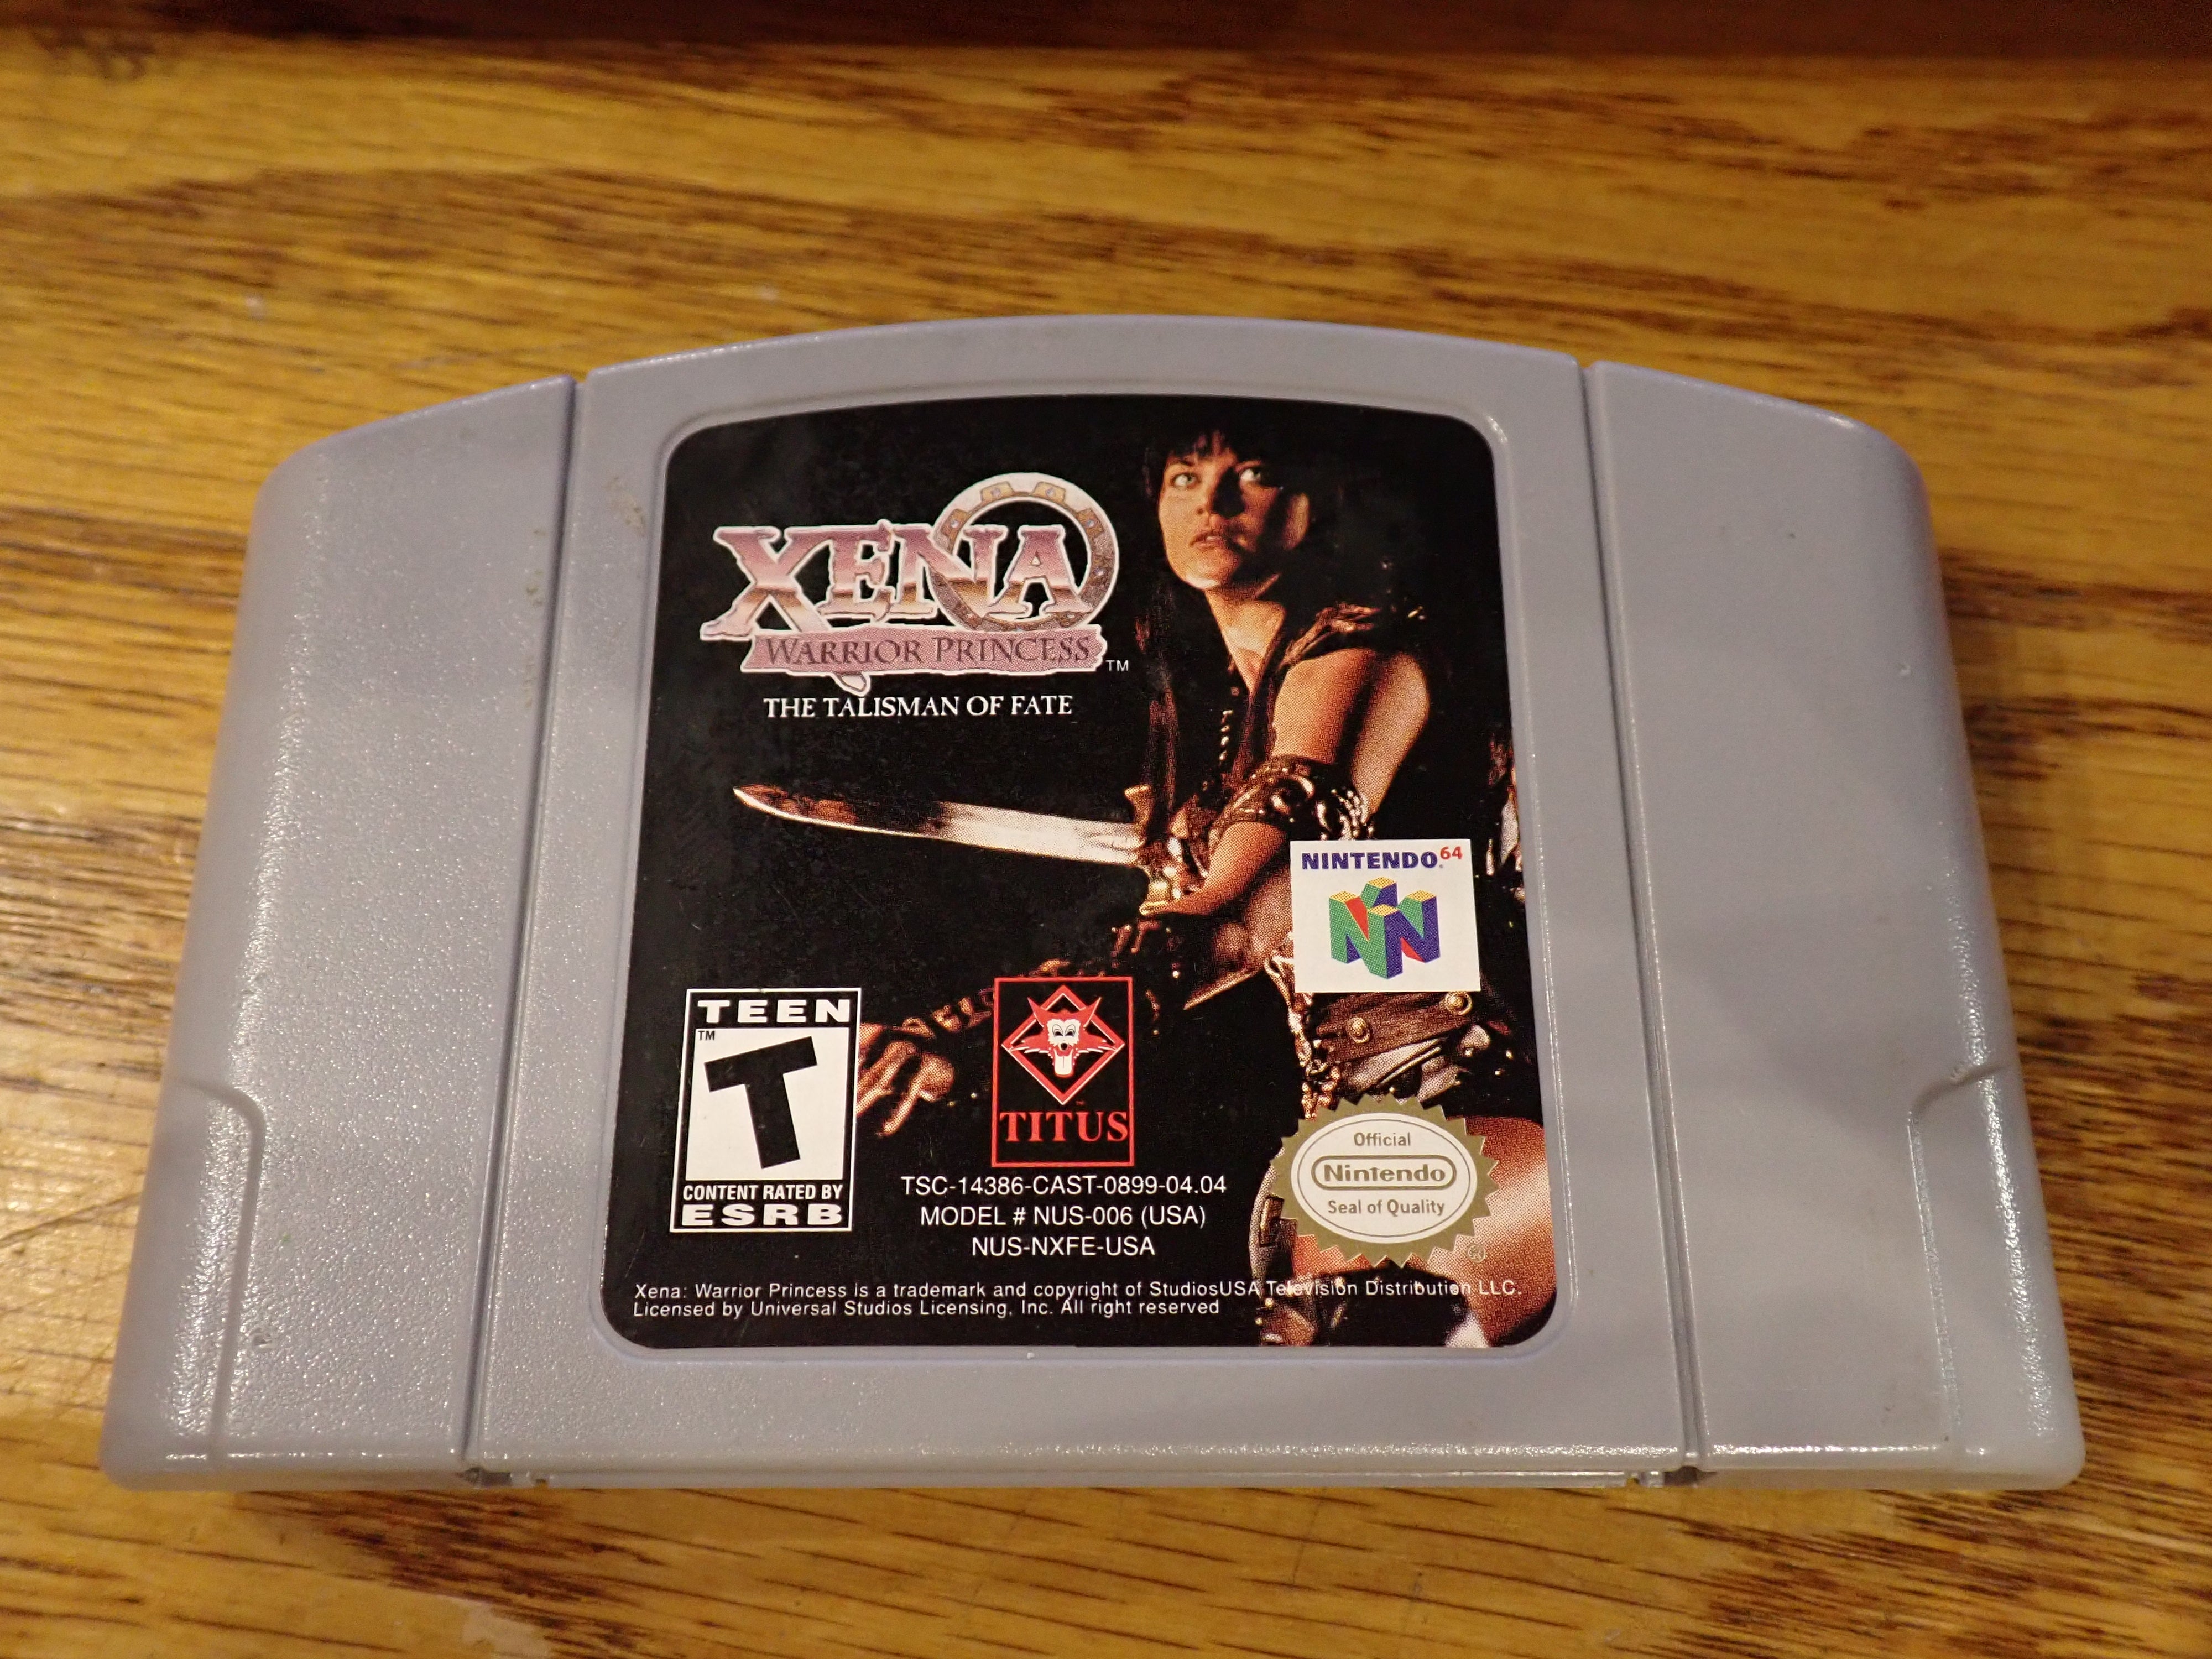 XENA
WARRIOR PRINCESS TM
THE TALISMAN OF FATE
NINTENDO 64
TEEN
TM
T
CONTENT RATED BY
ESRB
TITUS
TSC-14386-CAST-0899-04.04
MODEL # NUS-006 (USA)
NUS-NXFE-USA
Official
Nintendo
Seal of Quality
®
Xena: Warrior Princess is a trademark and copyright of StudiosUSA Television Distribution LLC.
Licensed by Universal Studios Licensing, Inc. All right reserved